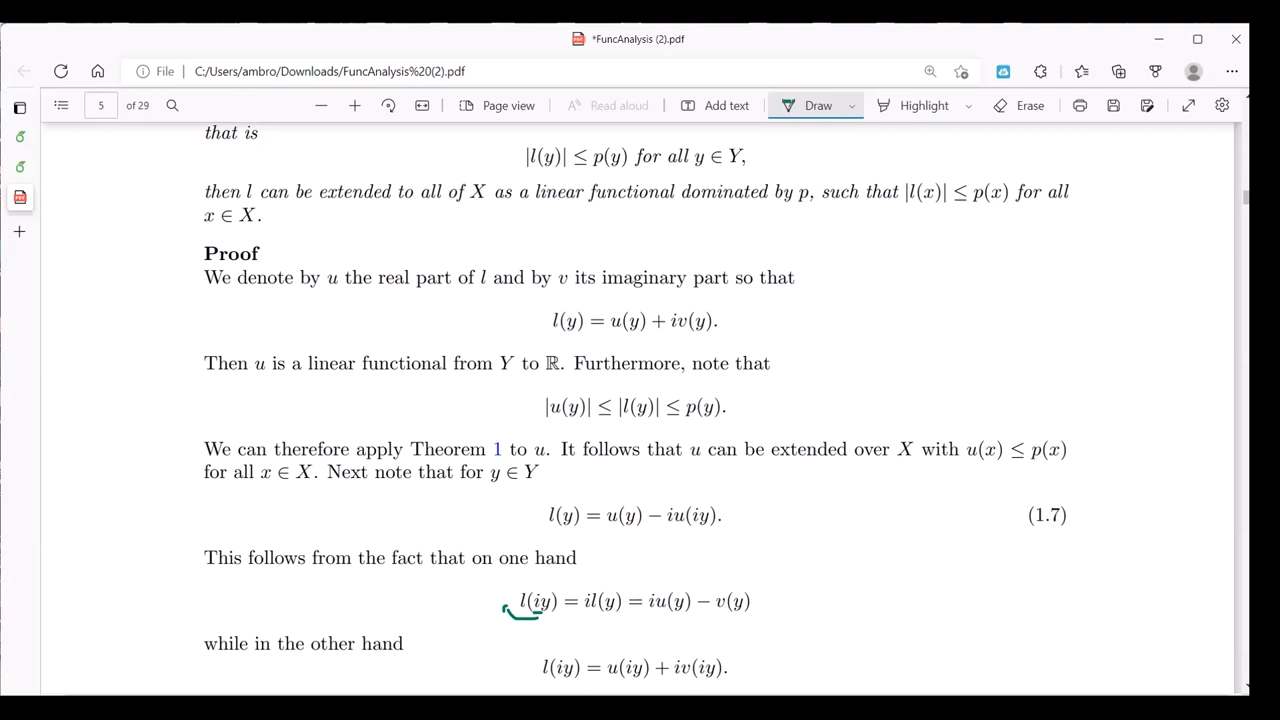 *FuncAnalysis (2).pdf
File | C:/Users/ambro/Downloads/FuncAnalysis%20(2).pdf
5 of 29 Page view Read aloud Add text Draw Highlight Erase
that is
|l(y)| ≤ p(y) for all y ∈ Y,
then l can be extended to all of X as a linear functional dominated by p, such that |l(x)| ≤ p(x) for all
x ∈ X.
Proof
We denote by u the real part of l and by v its imaginary part so that
l(y) = u(y) + iv(y).
Then u is a linear functional from Y to ℝ. Furthermore, note that
|u(y)| ≤ |l(y)| ≤ p(y).
We can therefore apply Theorem 1 to u. It follows that u can be extended over X with u(x) ≤ p(x)
for all x ∈ X. Next note that for y ∈ Y
l(y) = u(y) − iu(iy). (1.7)
This follows from the fact that on one hand
l(iy) = il(y) = iu(y) − v(y)
while in the other hand
l(iy) = u(iy) + iv(iy).